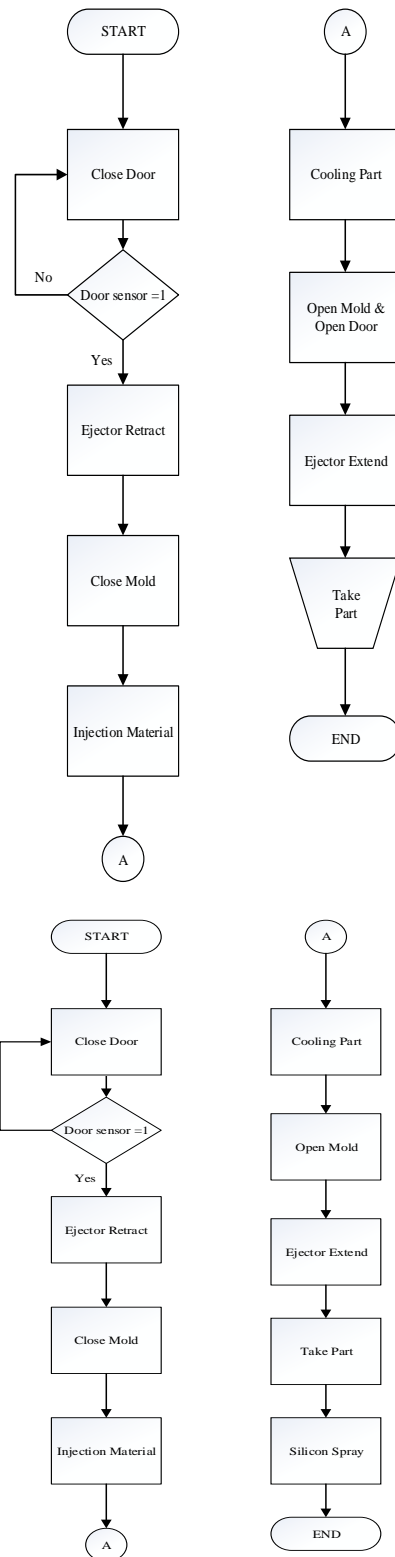 START
Close Door
Door sensor =1
No
Yes
Ejector Retract
Close Mold
Injection Material
A
A
Cooling Part
Open Mold &
Open Door
Ejector Extend
Take
Part
END
START
Close Door
Door sensor =1
Yes
Ejector Retract
Close Mold
Injection Material
A
A
Cooling Part
Open Mold
Ejector Extend
Take Part
Silicon Spray
END